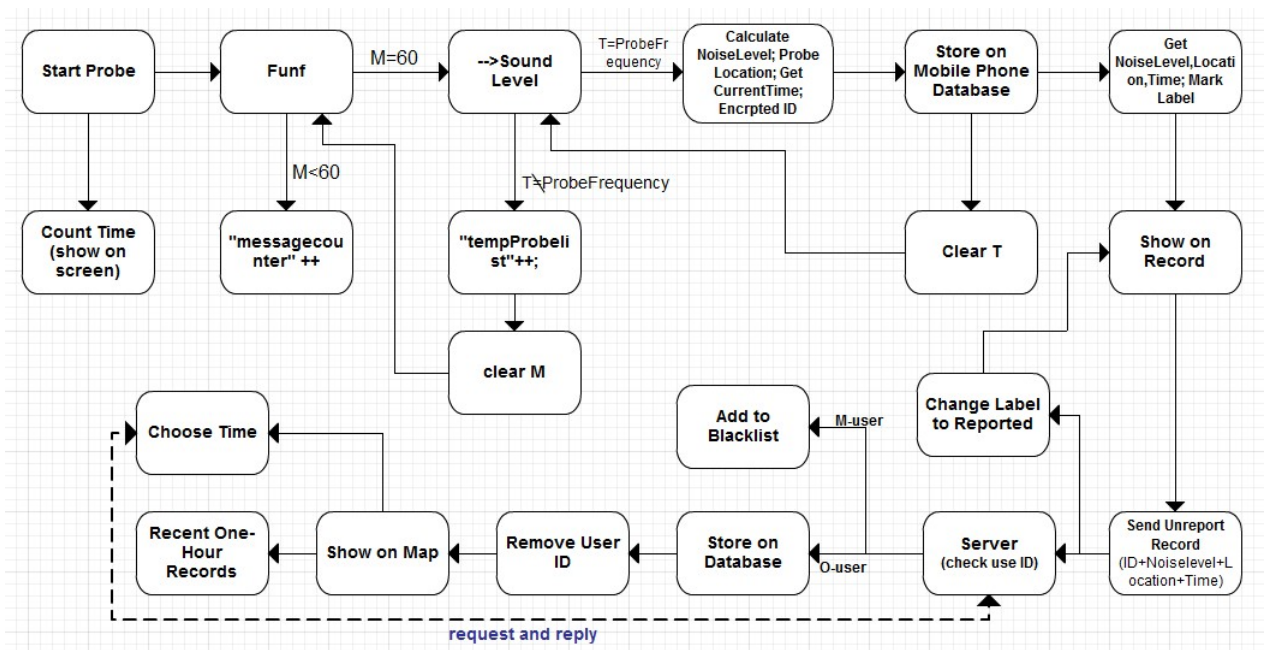 Start Probe
Funf
M=60
-->Sound
Level
T=ProbeFr
equency
Calculate
NoiseLevel; Probe
Location; Get
CurrentTime;
Encrpted ID
Store on
Mobile Phone
Database
Get
NoiseLevel,Locati
on,Time; Mark
Label
M<60
T≠ProbeFrequency
Count Time
(show on
screen)
"messagecou
nter" ++
"tempProbeli
st"++;
Clear T
Show on
Record
clear M
Choose Time
Add to
Blacklist
M-user
Change Label
to Reported
Recent One-
Hour
Records
Show on Map
Remove User
ID
Store on
Database
O-user
Server
(check use ID)
Send Unreport
Record
(ID+Noiselevel+L
ocation+Time)
request and reply